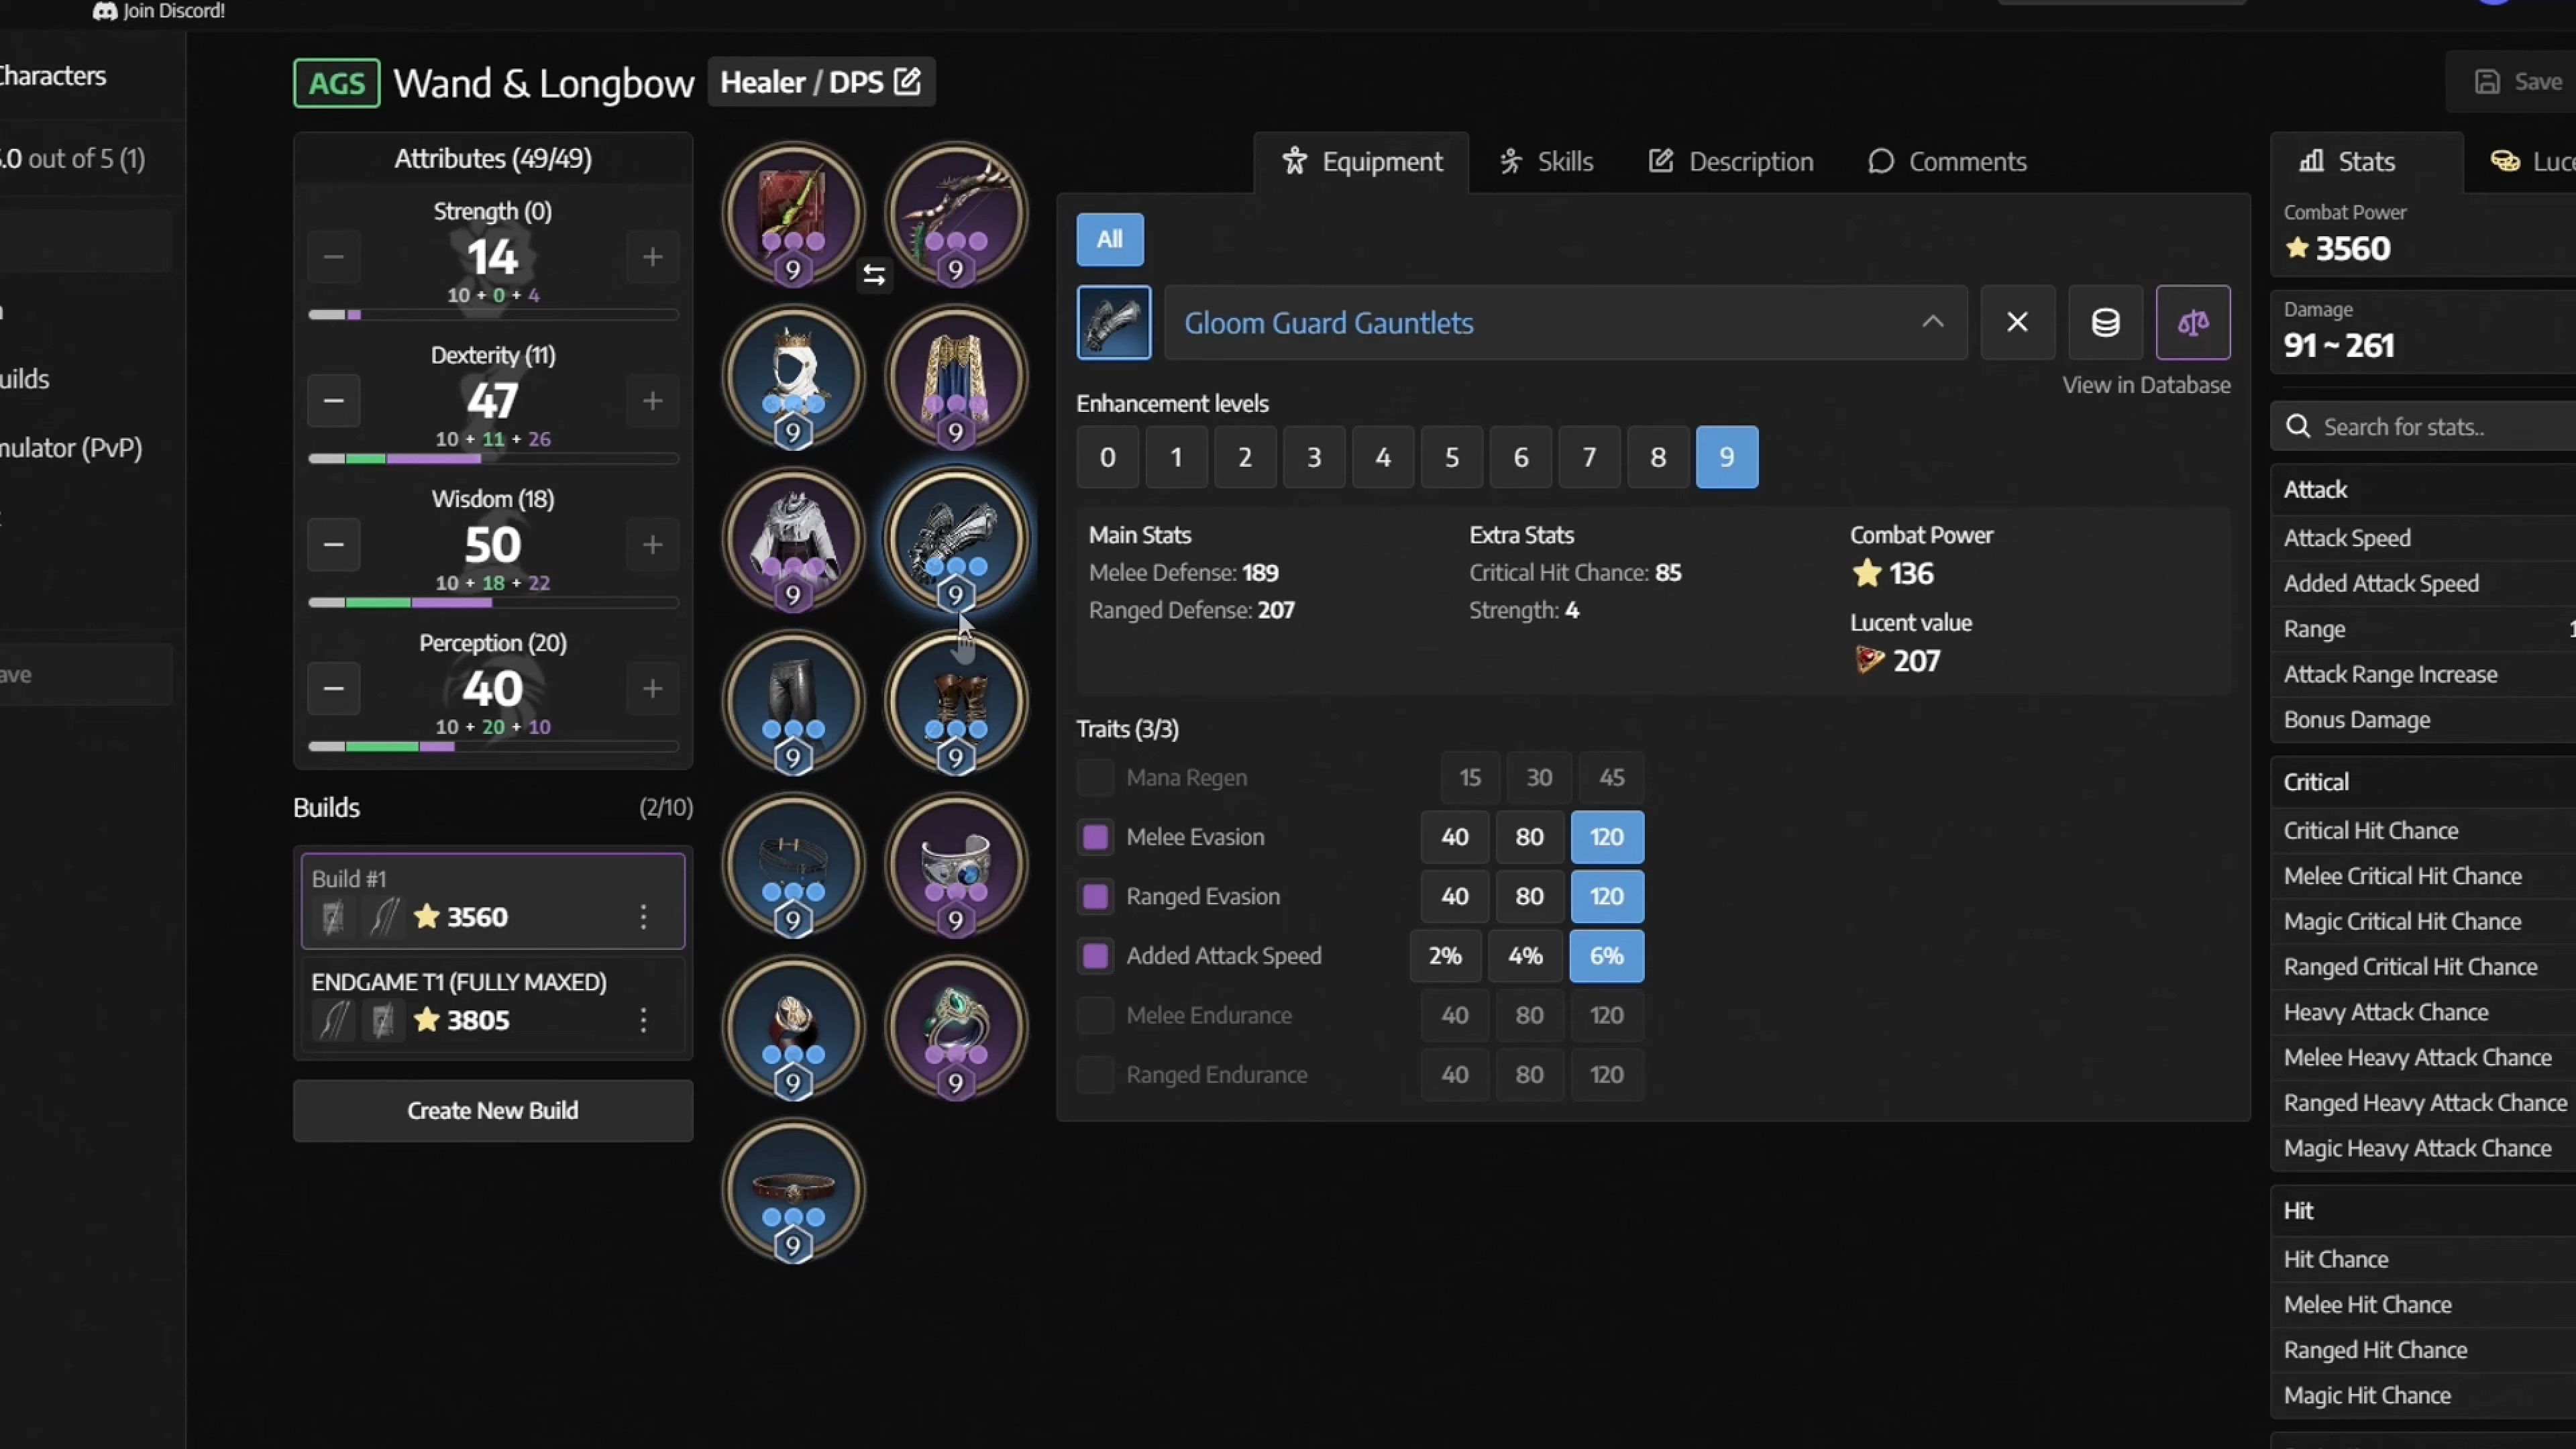 Join Discord!
Characters
5.0 out of 5 (1)
uilds
mulator (PvP)
ave
AGS Wand & Longbow Healer / DPS
Save
Attributes (49/49)
Strength (0)
14
10 + 0 + 4
Dexterity (11)
47
10 + 11 + 26
Wisdom (18)
50
10 + 18 + 22
Perception (20)
40
10 + 20 + 10
Builds (2/10)
Build #1
3560
ENDGAME T1 (FULLY MAXED)
3805
Create New Build
9 9
9 9
9 9
9 9
9 9
9 9
9
Equipment Skills Description Comments
All
Gloom Guard Gauntlets
View in Database
Enhancement levels
0 1 2 3 4 5 6 7 8 9
Main Stats
Melee Defense: 189
Ranged Defense: 207
Extra Stats
Critical Hit Chance: 85
Strength: 4
Combat Power
136
Lucent value
207
Traits (3/3)
Mana Regen 15 30 45
Melee Evasion 40 80 120
Ranged Evasion 40 80 120
Added Attack Speed 2% 4% 6%
Melee Endurance 40 80 120
Ranged Endurance 40 80 120
Stats Luce
Combat Power
3560
Damage
91 ~ 261
Search for stats..
Attack
Attack Speed
Added Attack Speed
Range 1
Attack Range Increase
Bonus Damage
Critical
Critical Hit Chance
Melee Critical Hit Chance
Magic Critical Hit Chance
Ranged Critical Hit Chance
Heavy Attack Chance
Melee Heavy Attack Chance
Ranged Heavy Attack Chance
Magic Heavy Attack Chance
Hit
Hit Chance
Melee Hit Chance
Ranged Hit Chance
Magic Hit Chance